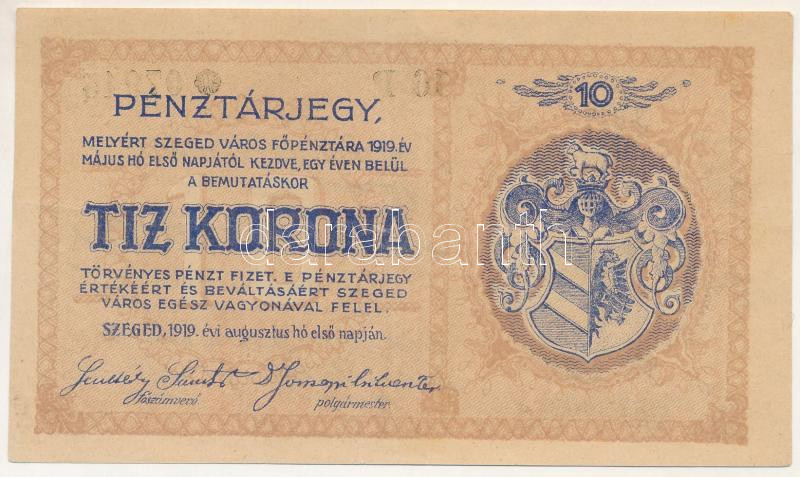 PÉNZTÁRJEGY,
MELYÉRT SZEGED VÁROS FŐPÉNZTÁRA 1919. ÉV
MÁJUS HÓ ELSŐ NAPJÁTÓL KEZDVE, EGY ÉVEN BELÜL
A BEMUTATÁSKOR
TIZ KORONA
TÖRVÉNYES PÉNZT FIZET. E PÉNZTÁRJEGY
ÉRTÉKÉÉRT ÉS BEVÁLTÁSÁÉRT SZEGED
VÁROS EGÉSZ VAGYONÁVAL FELEL.
SZEGED, 1919. évi augusztus hó első napján.
főszámvevő.
polgármester.
10
darabanth